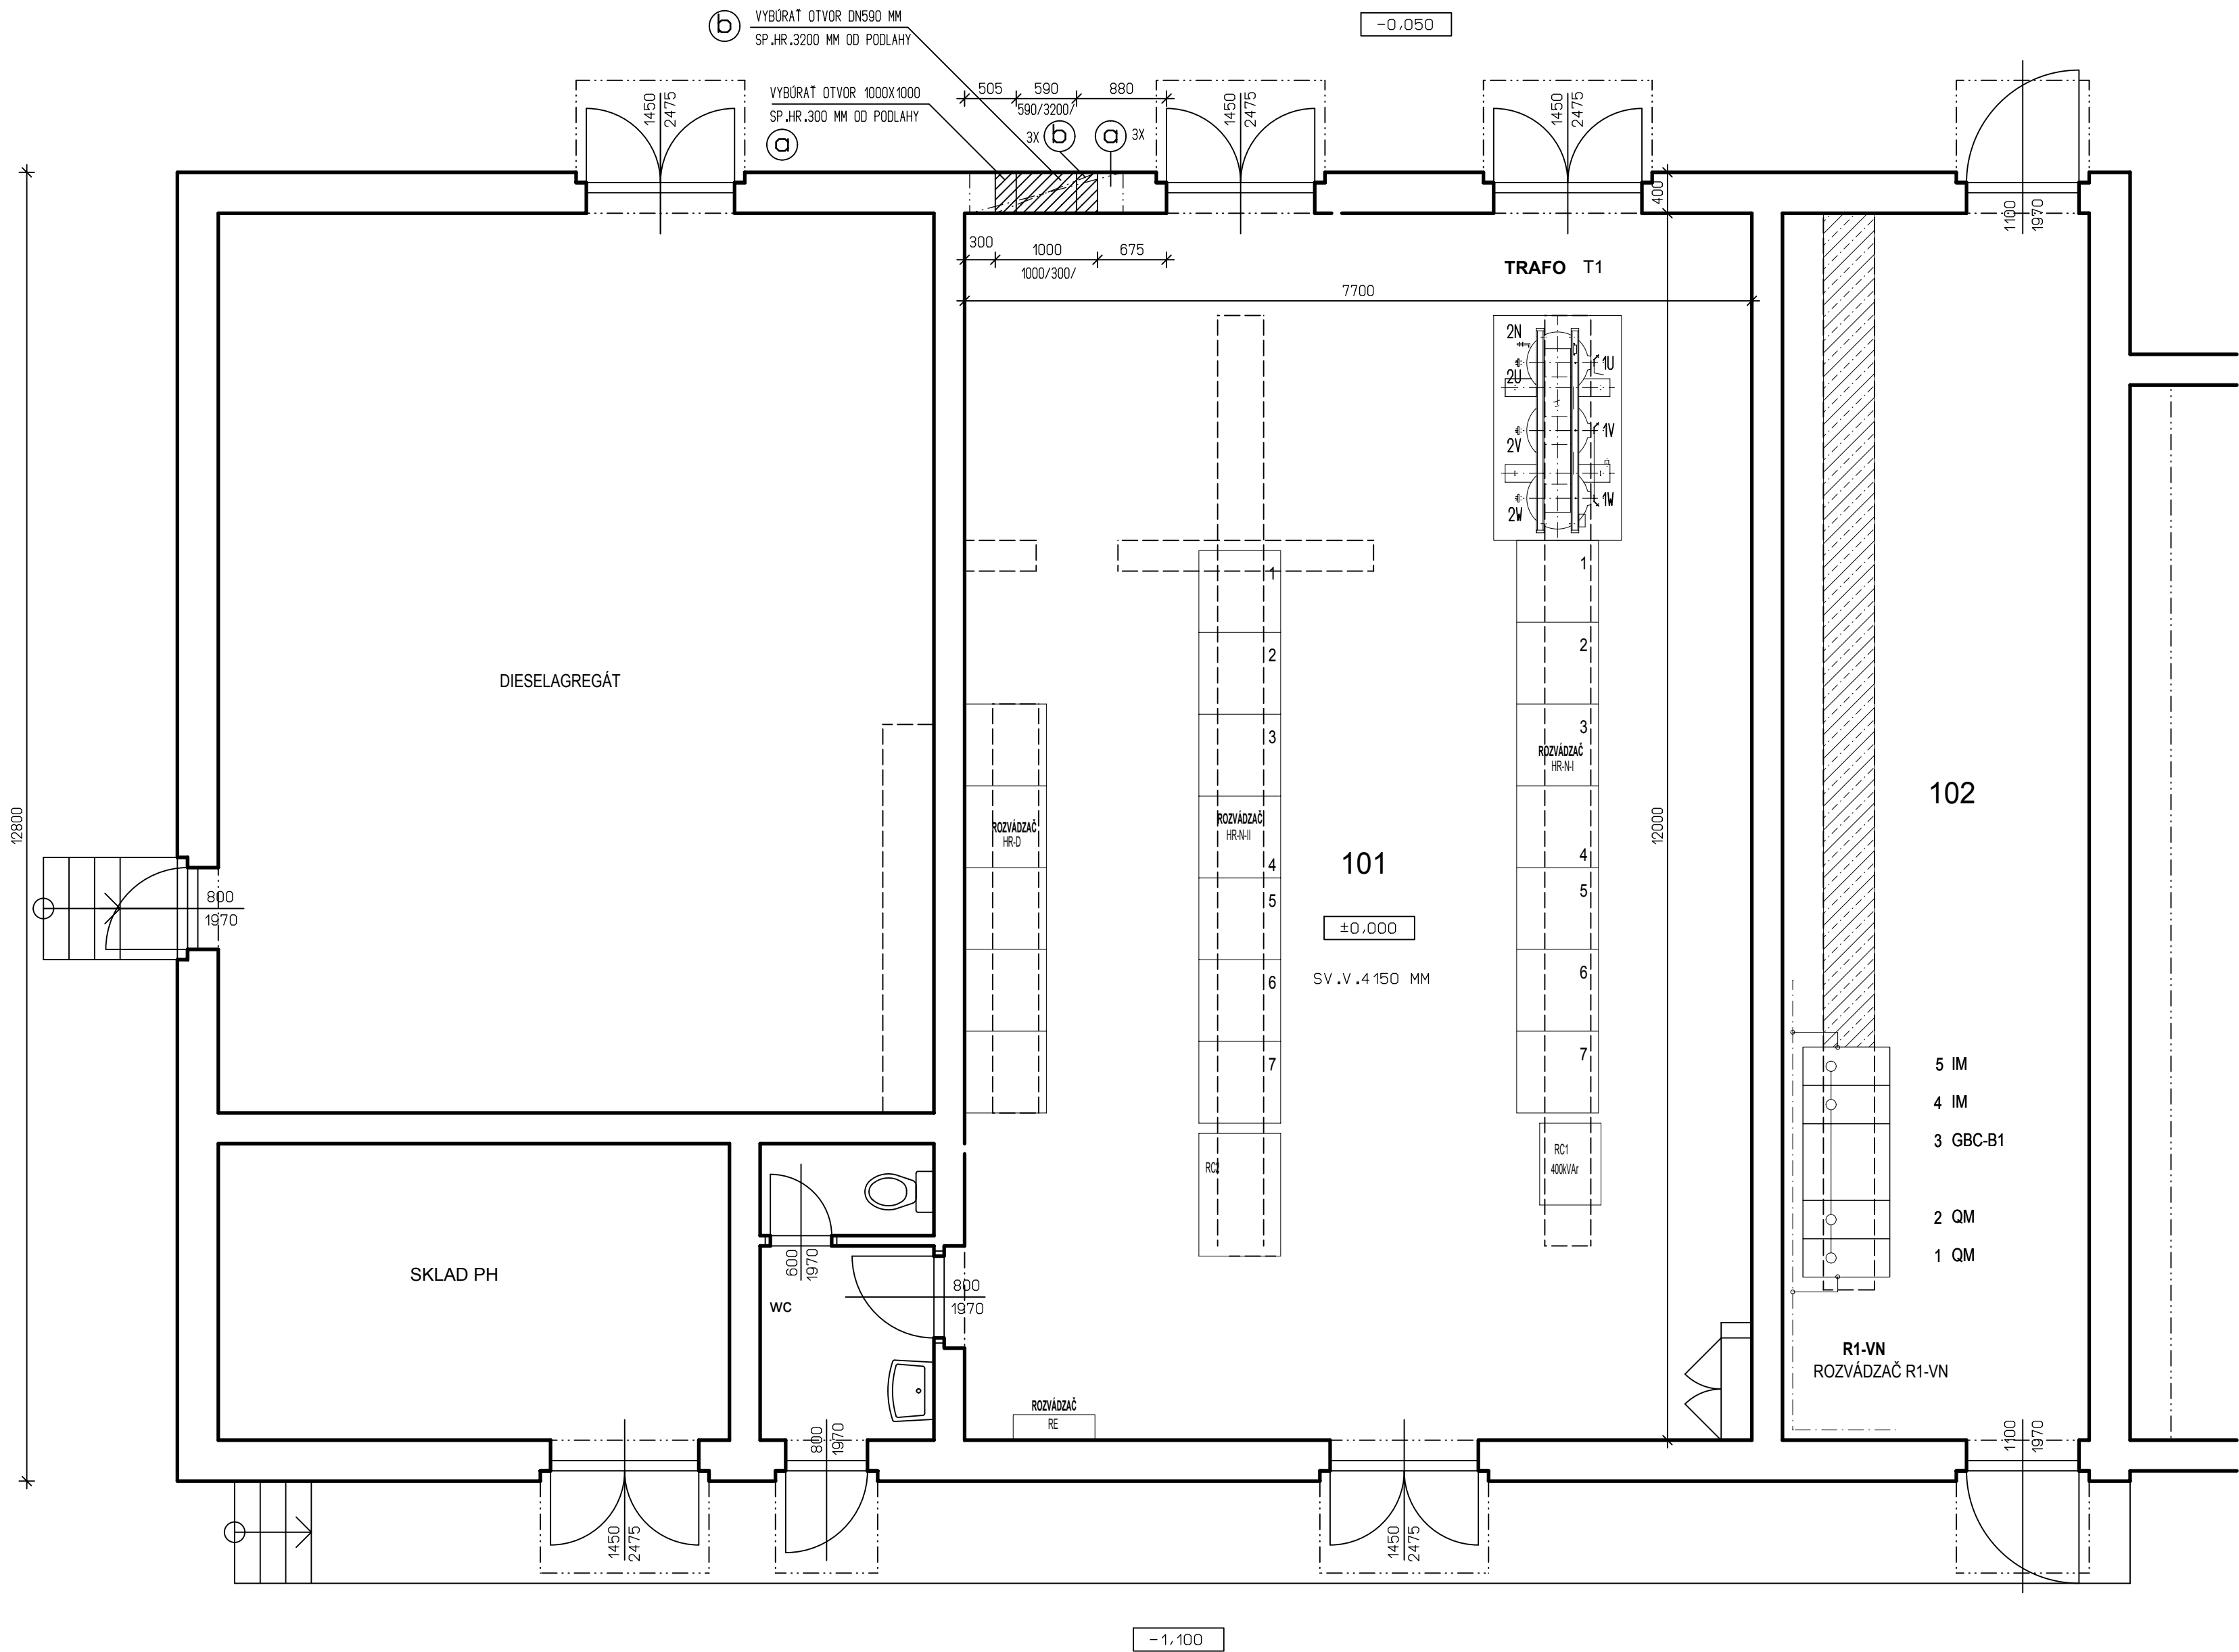 b
VYBÚRAŤ OTVOR DN590 MM
SP.HR.3200 MM OD PODLAHY
-0,050
VYBÚRAŤ OTVOR 1000X1000
SP.HR.300 MM OD PODLAHY
a
505
590
880
590/3200/
3X
b
a
3X
1450
2475
1450
2475
1450
2475
1100
1970
400
300
1000
675
1000/300/
7700
TRAFO T1
2N
2U
2V
2W
1U
1V
1W
DIESELAGREGÁT
12800
12000
800
1970
ROZVÁDZAČ
HR-D
1
2
3
ROZVÁDZAČ
HR-N-II
4
5
6
7
RC2
1
2
3
ROZVÁDZAČ
HR-N-I
4
5
6
7
RC1
400kVAr
101
±0,000
SV.V.4150 MM
102
5 IM
4 IM
3 GBC-B1
2 QM
1 QM
R1-VN
ROZVÁDZAČ R1-VN
SKLAD PH
WC
600
1970
800
1970
ROZVÁDZAČ
RE
1450
2475
800
1970
1450
2475
1100
1970
-1,100